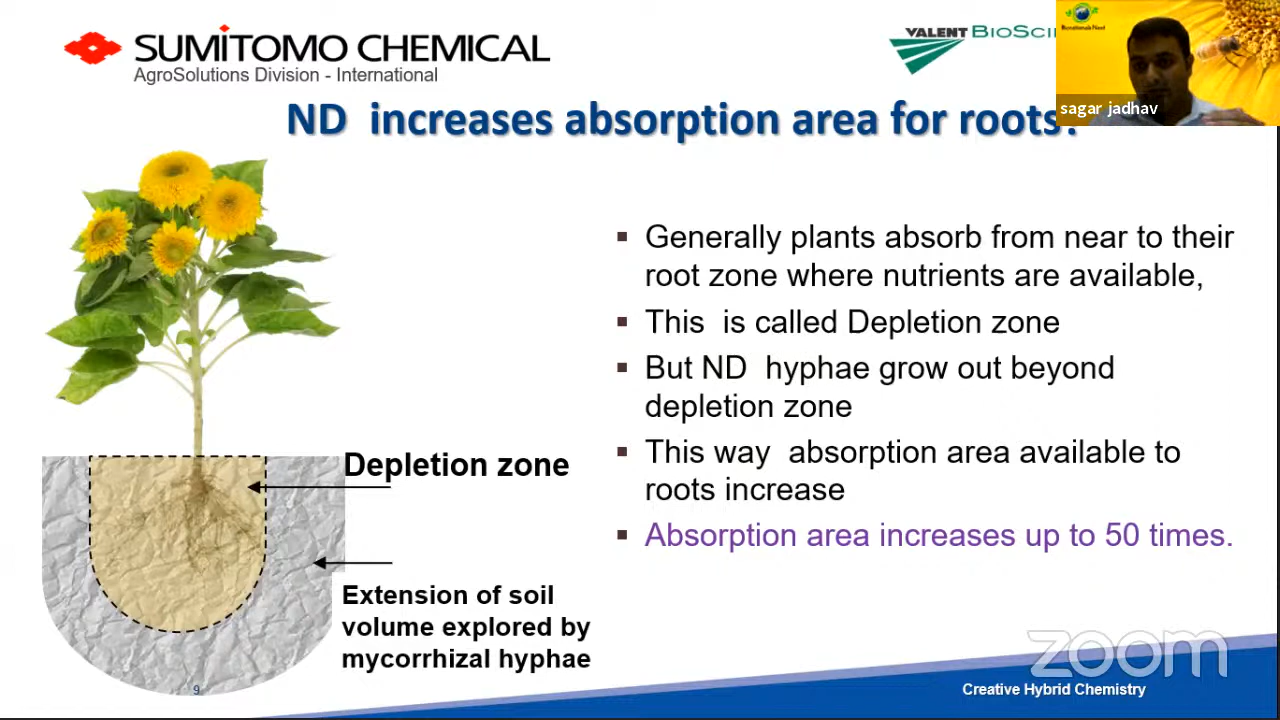 SUMITOMO CHEMICAL
AgroSolutions Division - International
VALENT
sagar jadhav
ND increases absorption area for roots
Generally plants absorb from near to their
root zone where nutrients are available,
This is called Depletion zone
But ND hyphae grow out beyond
depletion zone
This way absorption area available to
roots increase
Absorption area increases up to 50 times.
Depletion zone
Extension of soil
volume explored by
mycorrhizal hyphae
9
zoom
Creative Hybrid Chemistry